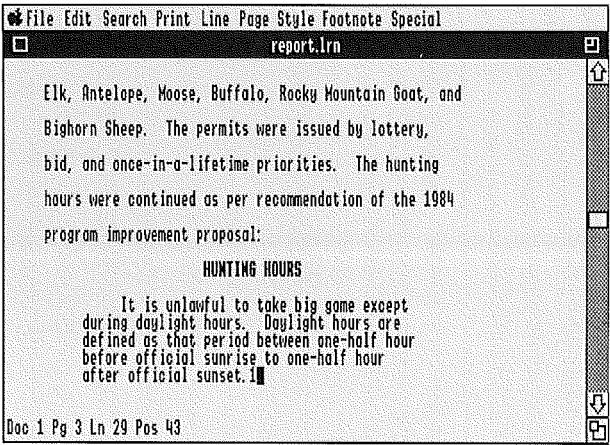 File Edit Search Print Line Page Style Footnote Special
report.lrn
Elk, Antelope, Moose, Buffalo, Rocky Mountain Goat, and
Bighorn Sheep. The permits were issued by lottery,
bid, and once-in-a-lifetime priorities. The hunting
hours were continued as per recommendation of the 1984
program improvement proposal:
HUNTING HOURS
It is unlawful to take big game except
during daylight hours. Daylight hours are
defined as that period between one-half hour
before official sunrise to one-half hour
after official sunset.1
Doc 1 Pg 3 Ln 29 Pos 43